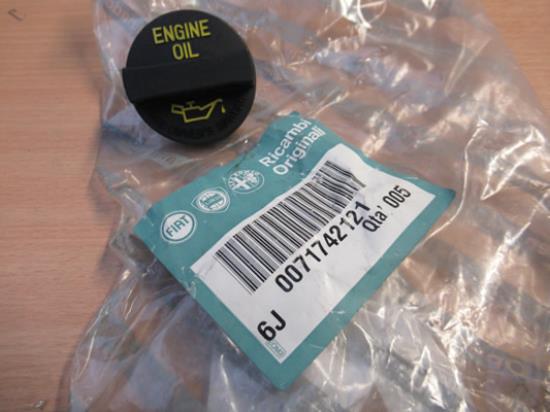 ENGINE
OIL
Ricambi
Originali
FIAT
0071742121
6J
Qta' 005